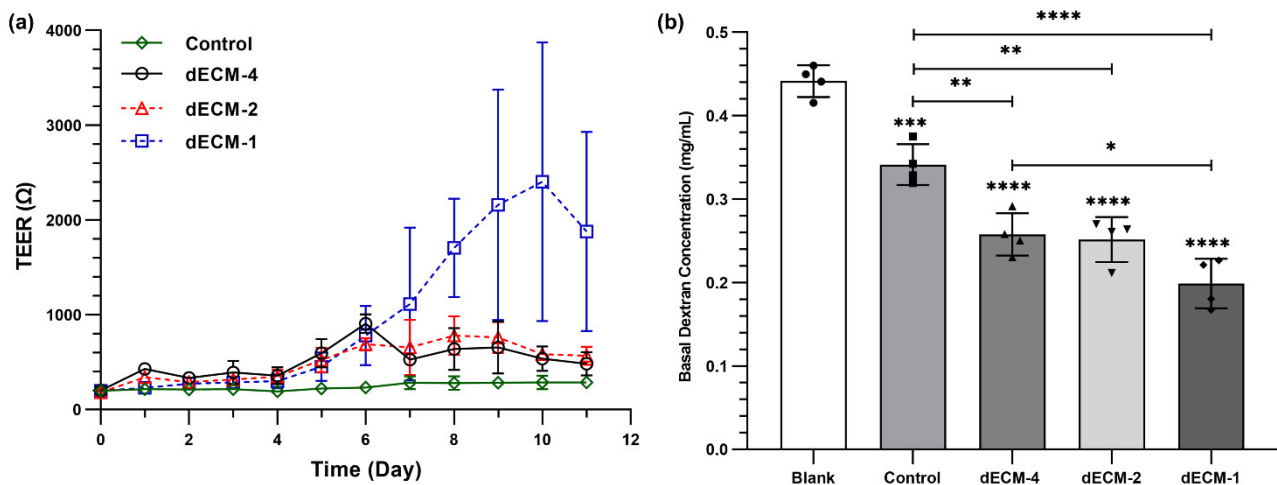 (a)
Control
dECM-4
dECM-2
dECM-1
4000
3000
2000
1000
0
TEER (Ω)
0 2 4 6 8 10 12
Time (Day)
(b)
****
**
**
*
***
****
****
****
0.5
0.4
0.3
0.2
0.1
0.0
Basal Dextran Concentration (mg/mL)
Blank Control dECM-4 dECM-2 dECM-1